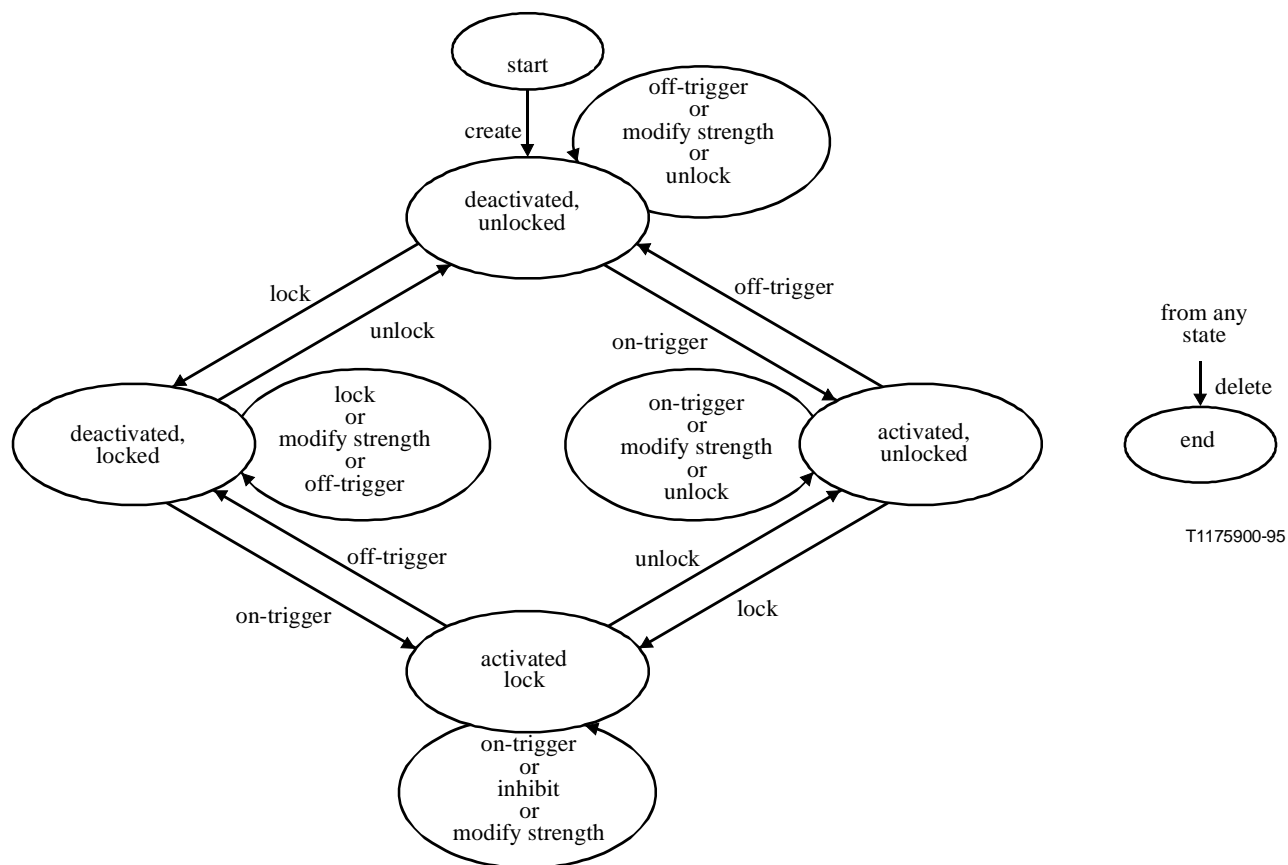 start
create
off-trigger
or
modify strength
or
unlock
deactivated,
unlocked
lock
unlock
off-trigger
on-trigger
from any
state
delete
end
deactivated,
locked
lock
or
modify strength
or
off-trigger
on-trigger
or
modify strength
or
unlock
activated,
unlocked
T1175900-95
off-trigger
on-trigger
unlock
lock
activated
lock
on-trigger
or
inhibit
or
modify strength